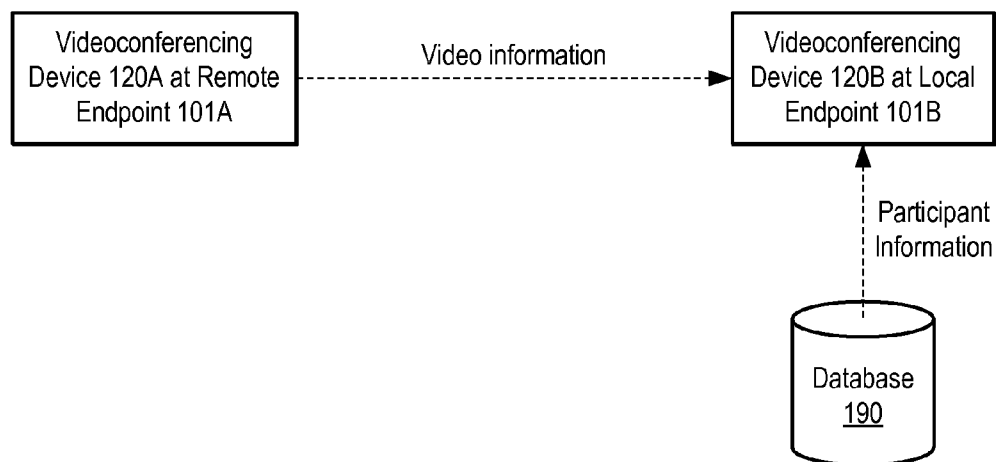 Videoconferencing
Device 120A at Remote
Endpoint 101A
Video information
Videoconferencing
Device 120B at Local
Endpoint 101B
Participant
Information
Database
190